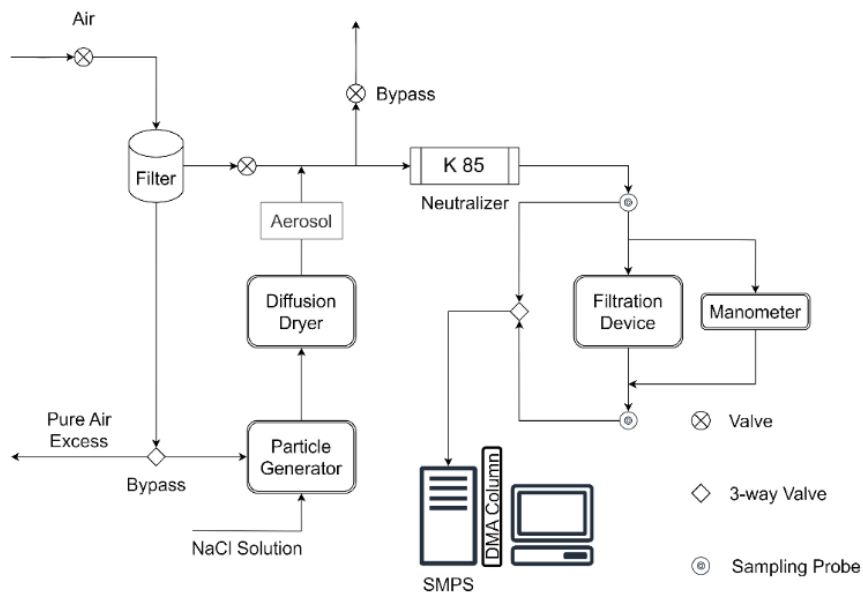 Air
Bypass
Filter
K 85
Neutralizer
Aerosol
Diffusion
Dryer
Filtration
Device
Manometer
Pure Air
Excess
Bypass
Particle
Generator
NaCl Solution
DMA Column
SMPS
Valve
3-way Valve
Sampling Probe